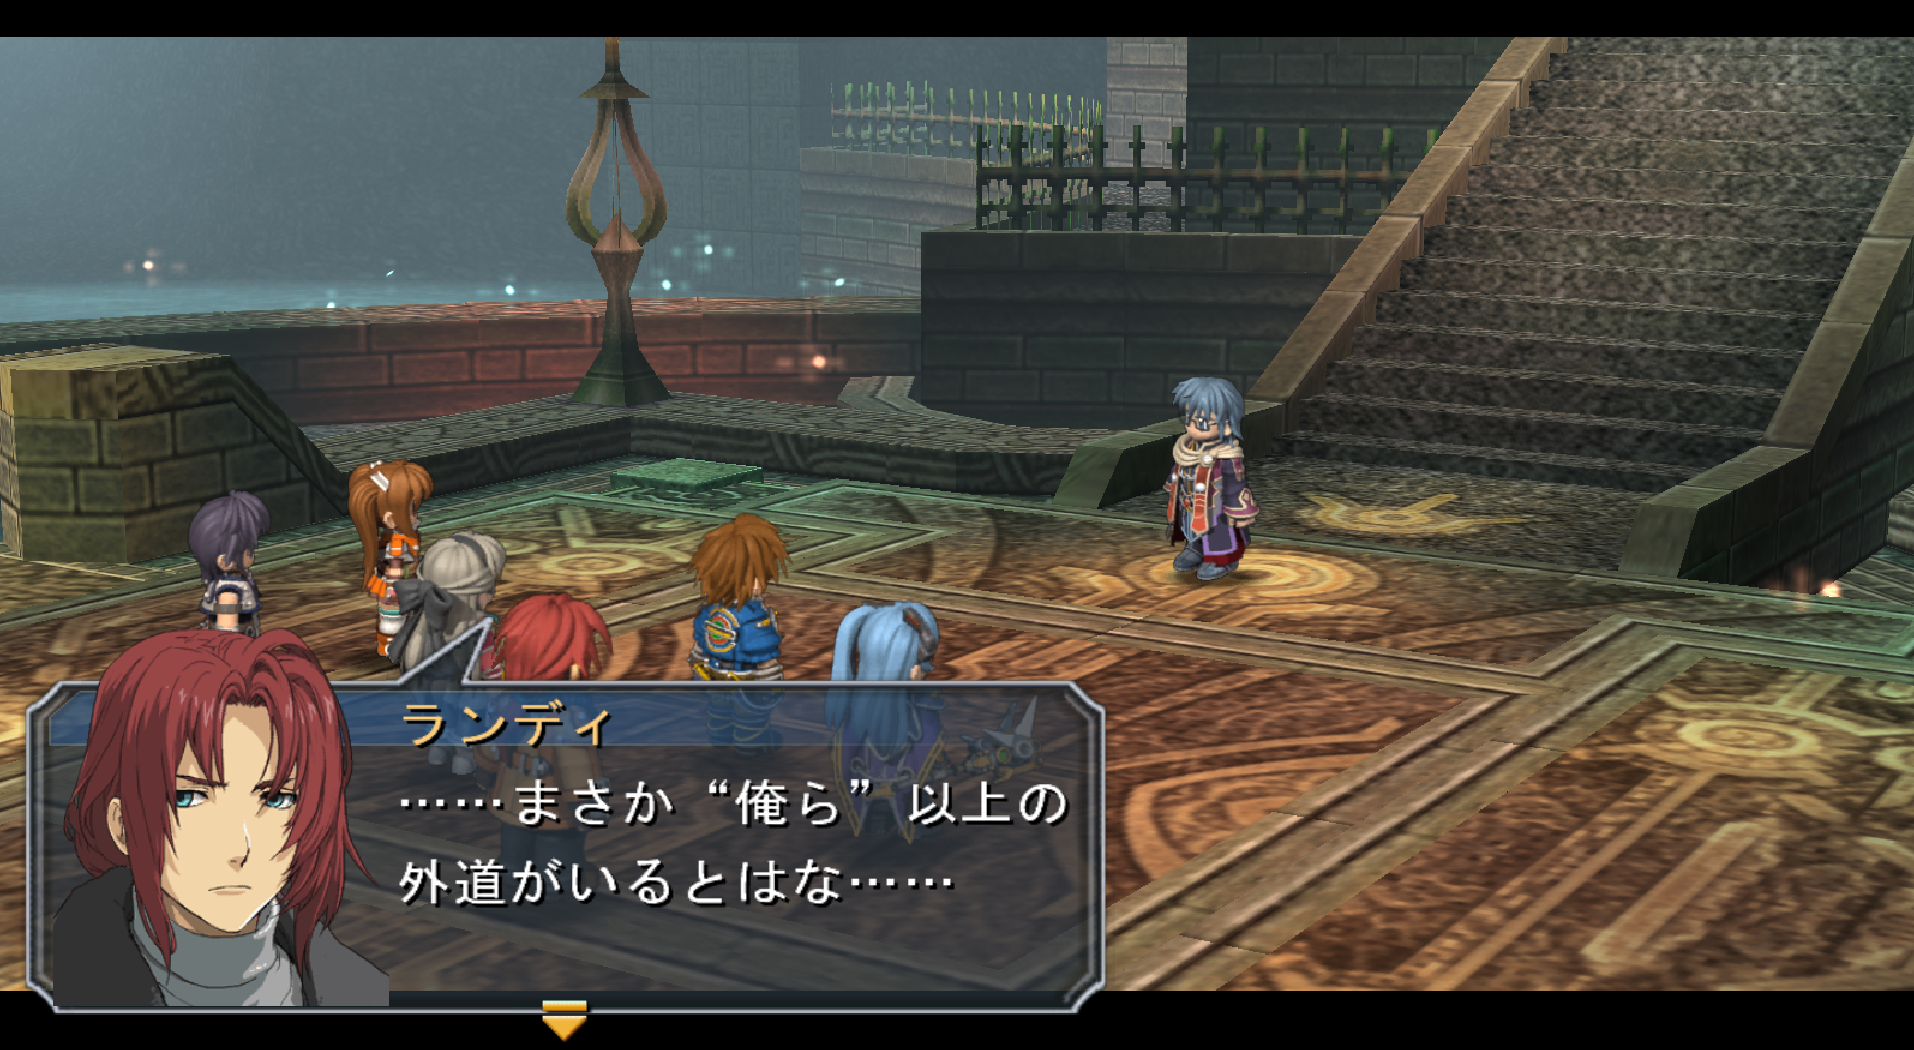 ランディ
……まさか“俺ら”以上の
外道がいるとはな……